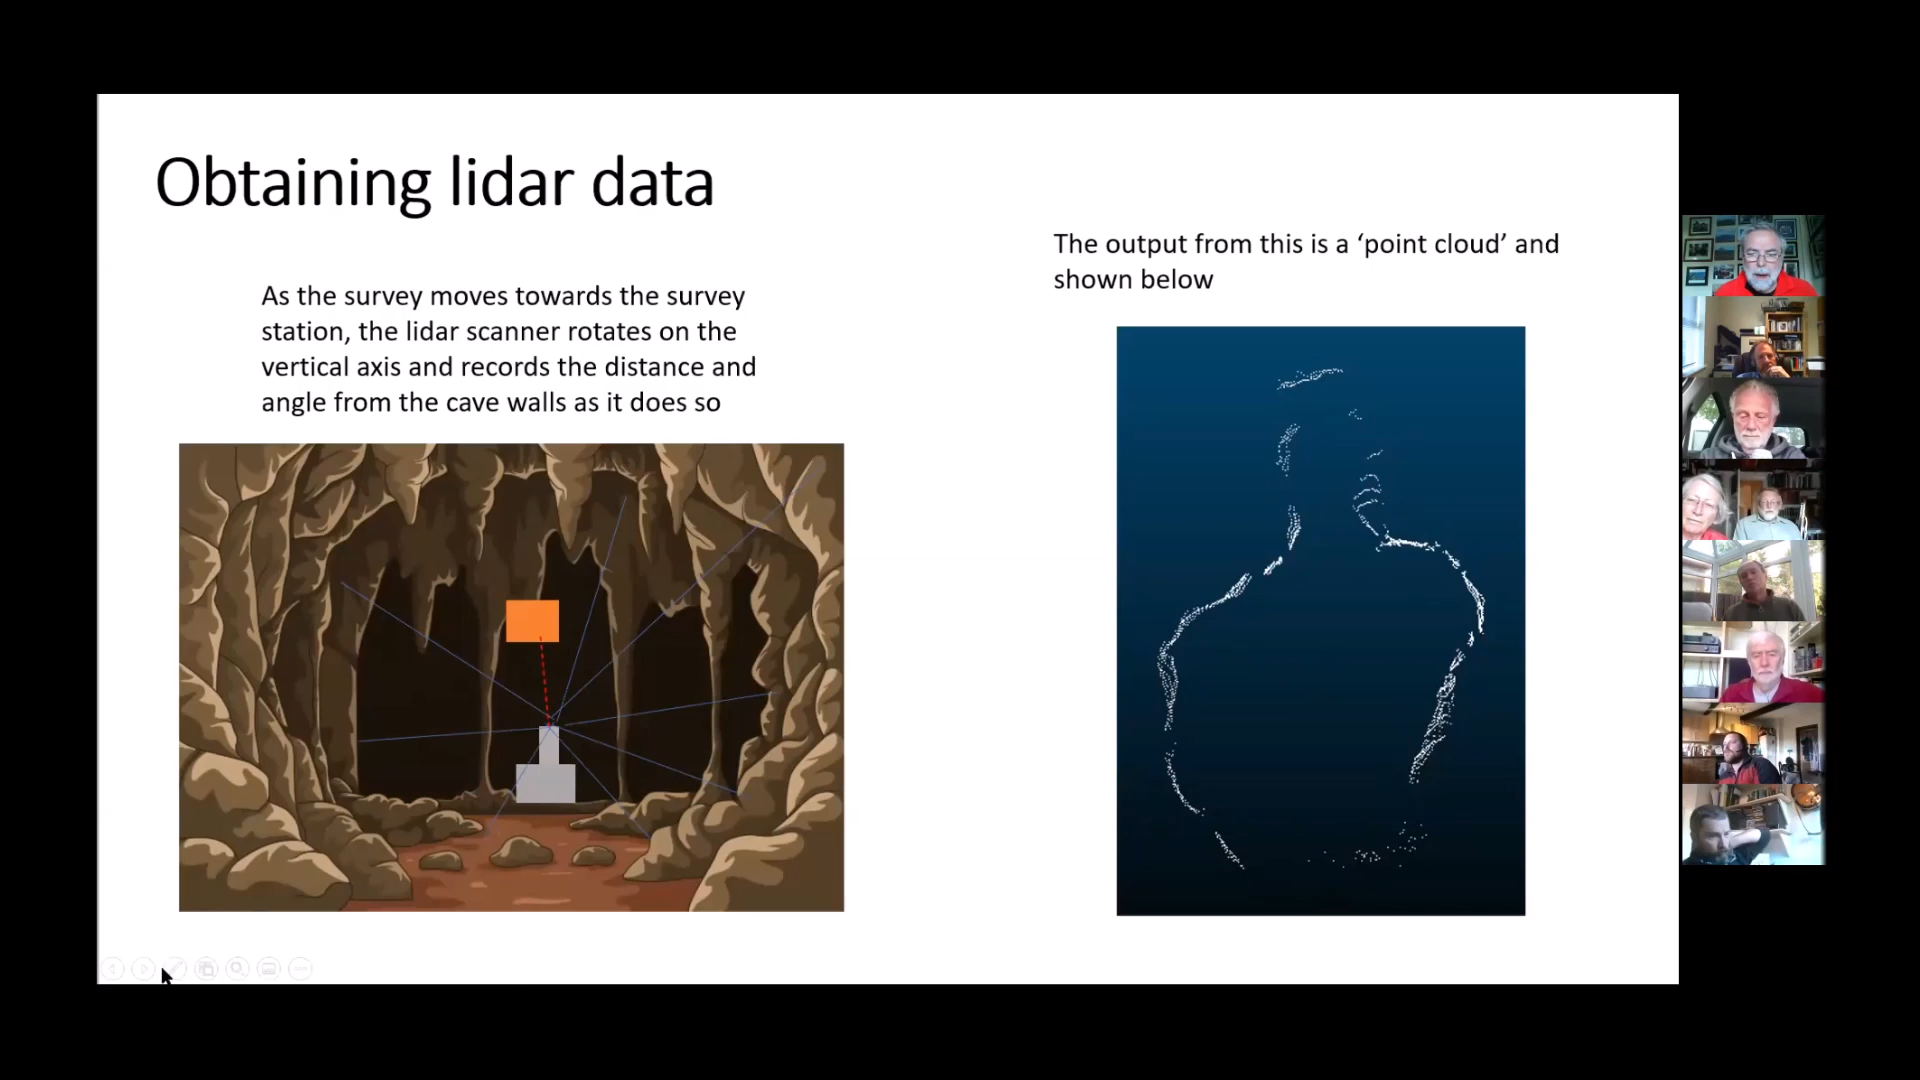 Obtaining lidar data
As the survey moves towards the survey
station, the lidar scanner rotates on the
vertical axis and records the distance and
angle from the cave walls as it does so
The output from this is a ‘point cloud’ and
shown below